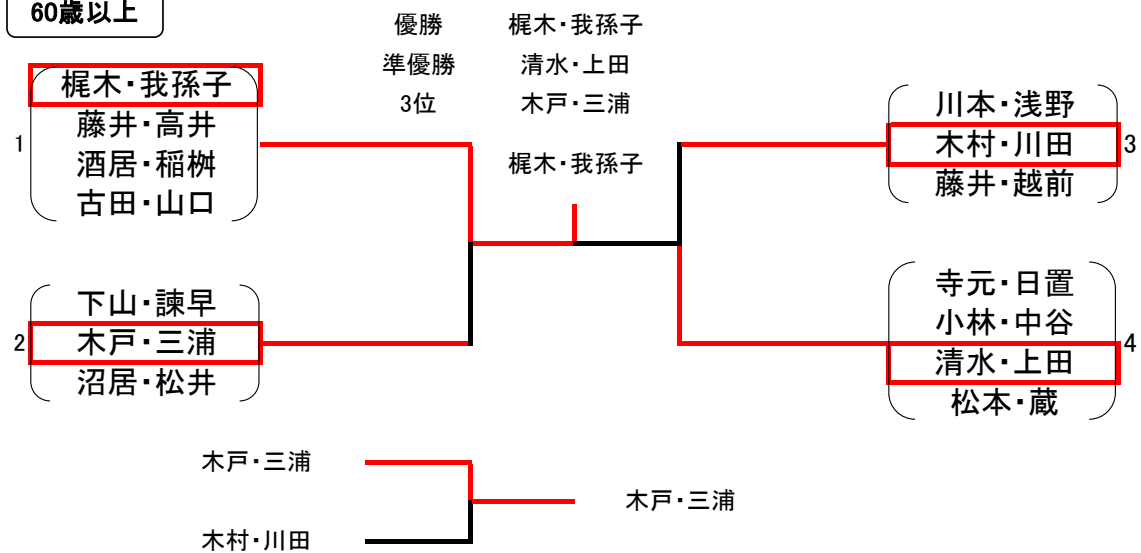 60歳以上
優勝 梶木・我孫子
準優勝 清水・上田
3位 木戸・三浦
梶木・我孫子
1
梶木・我孫子
藤井・高井
酒居・稲桝
古田・山口
2
下山・諫早
木戸・三浦
沼居・松井
川本・浅野
木村・川田
藤井・越前
3
寺元・日置
小林・中谷
清水・上田
松本・蔵
4
木戸・三浦
木村・川田
木戸・三浦